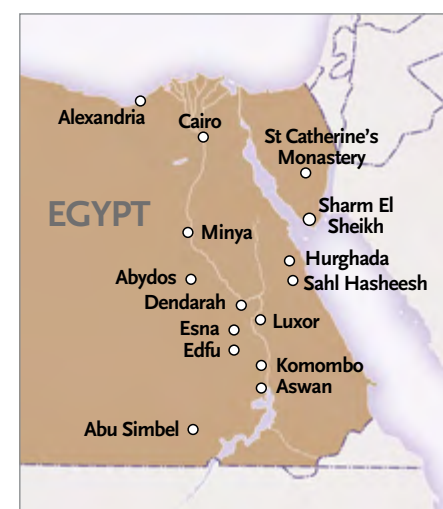 Alexandria
Cairo
St Catherine's
Monastery
EGYPT
Sharm El
Sheikh
Minya
Hurghada
Abydos
Sahl Hasheesh
Dendarah
Luxor
Esna
Edfu
Komombo
Aswan
Abu Simbel